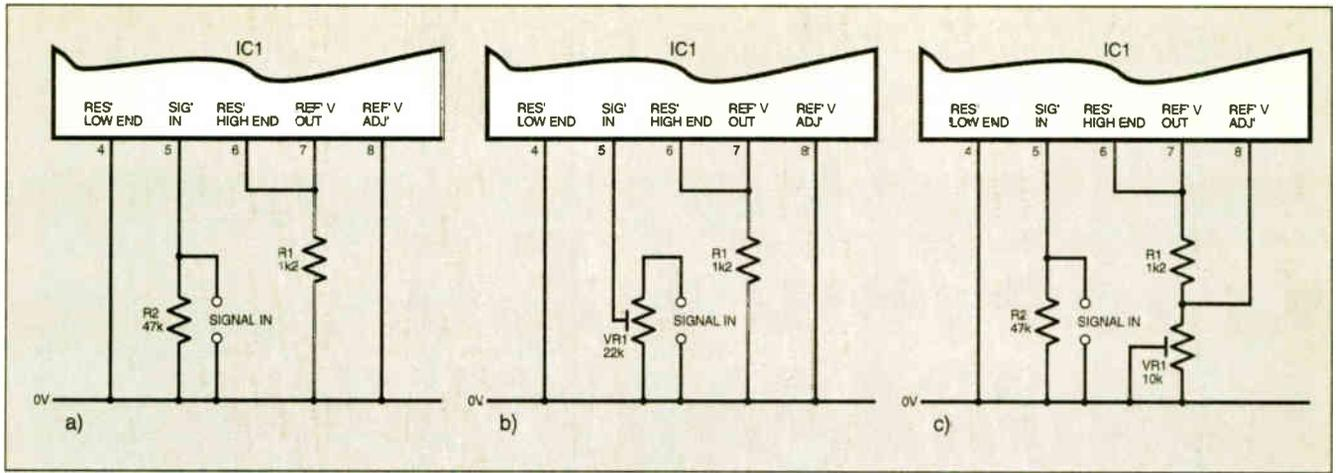 IC1
RES' LOW END
SIG' IN
RES' HIGH END
REF' V OUT
REF' V ADJ'
4 5 6 7 8
R1
1k2
R2
47k
SIGNAL IN
0V
a)
IC1
RES' LOW END
SIG' IN
RES' HIGH END
REF' V OUT
REF' V ADJ'
4 5 6 7 8
R1
1k2
SIGNAL IN
VR1
22k
b)
IC1
RES' LOW END
SIG' IN
RES' HIGH END
REF' V OUT
REF' V ADJ'
4 5 6 7 8
R1
1k2
R2
47k
SIGNAL IN
VR1
10k
c)